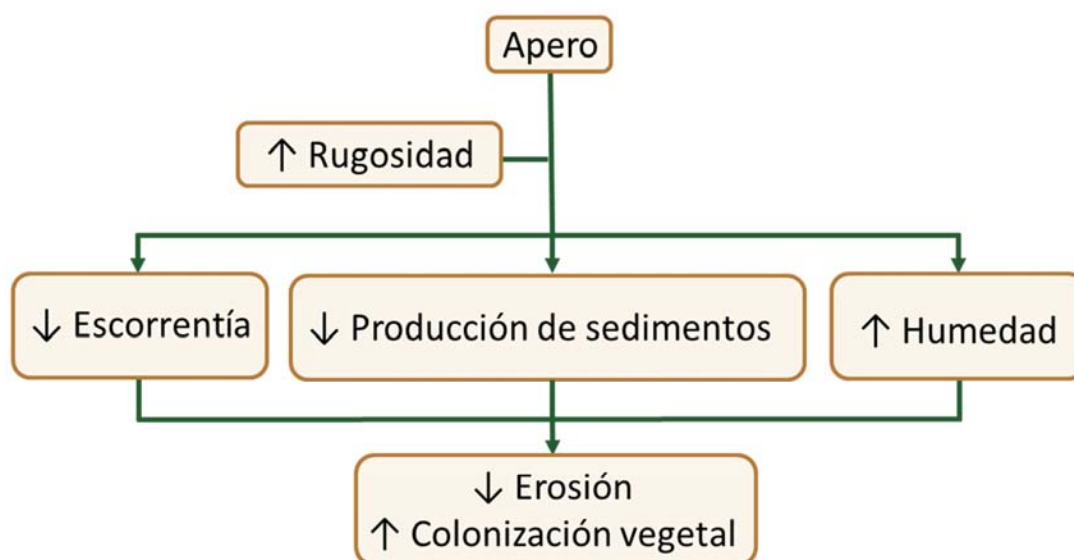 Apero
↑ Rugosidad
↓ Escorrentía
↓ Producción de sedimentos
↑ Humedad
↓ Erosión
↑ Colonización vegetal